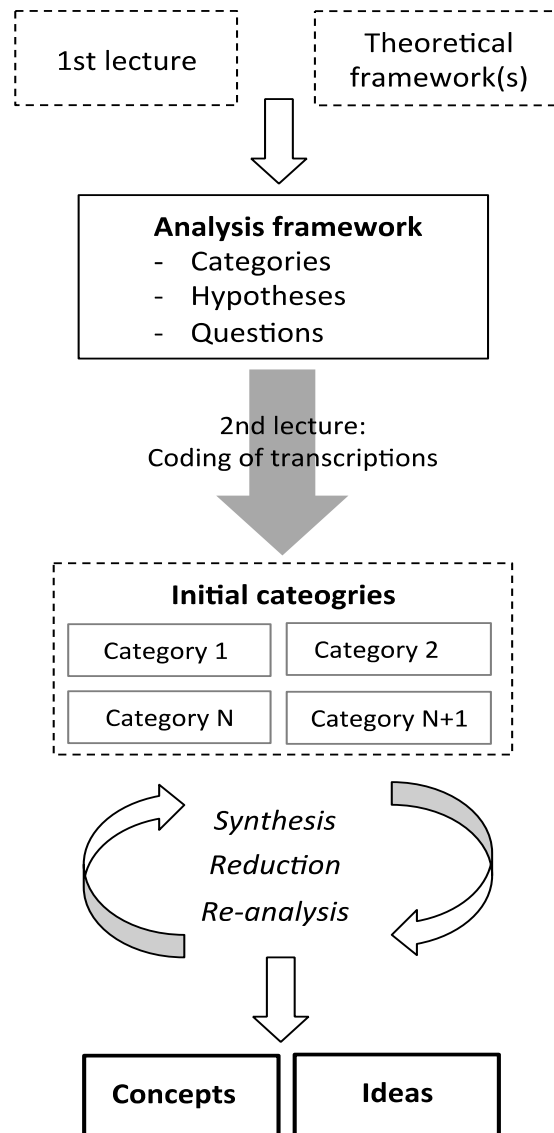 1st lecture
Theoretical
framework(s)
Analysis framework
- Categories
- Hypotheses
- Questions
2nd lecture:
Coding of transcriptions
Initial cateogries
Category 1
Category 2
Category N
Category N+1
Synthesis
Reduction
Re-analysis
Concepts
Ideas